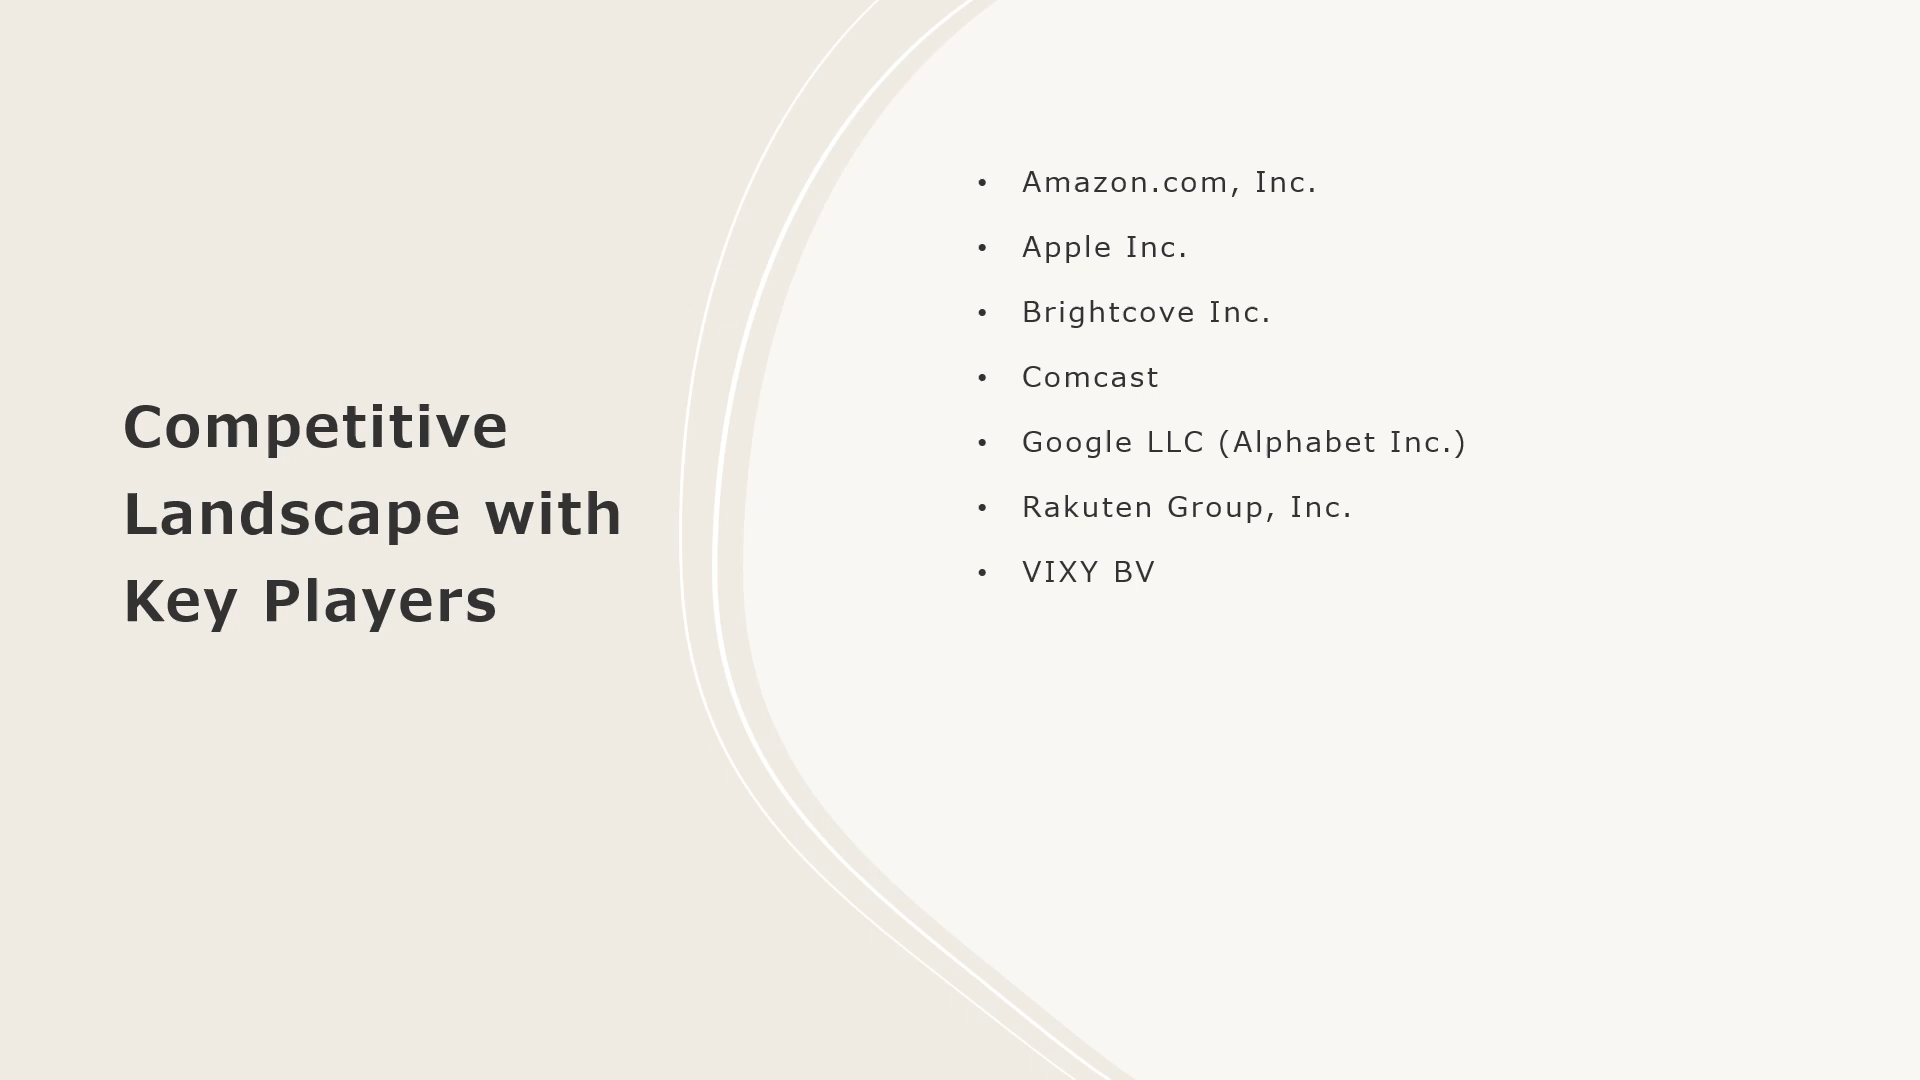 Competitive
Landscape with
Key Players
• Amazon.com, Inc.
• Apple Inc.
• Brightcove Inc.
• Comcast
• Google LLC (Alphabet Inc.)
• Rakuten Group, Inc.
• VIXY BV